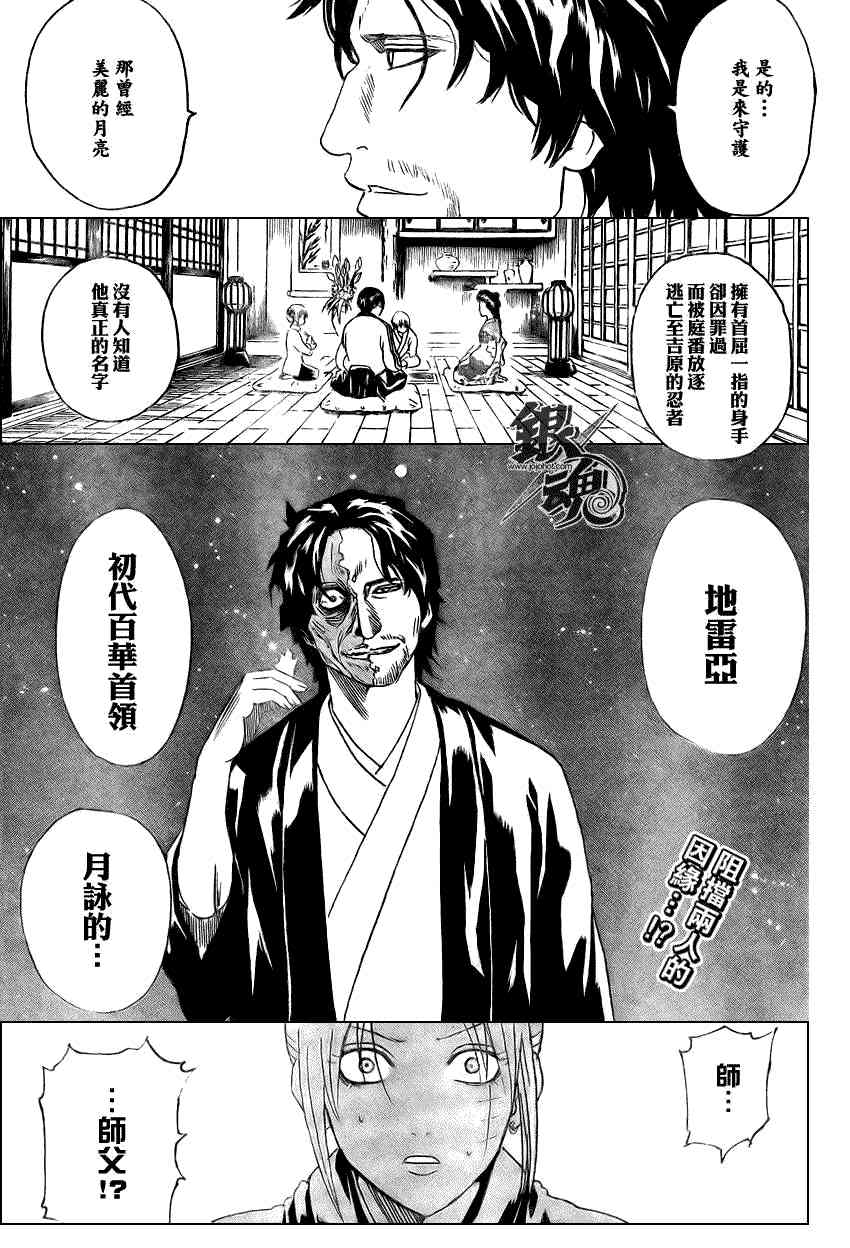 是的…
我是來守護
那曾經
美麗的月亮
擁有首屈一指的身手
卻因罪過
而被庭番放逐
逃亡至吉原的忍者
沒有人知道
他真正的名字
銀魂
www.jojohot.com
地雷亞
初代百華首領
月詠的…
阻擋兩人的
因緣…!?
師…
…師父!?